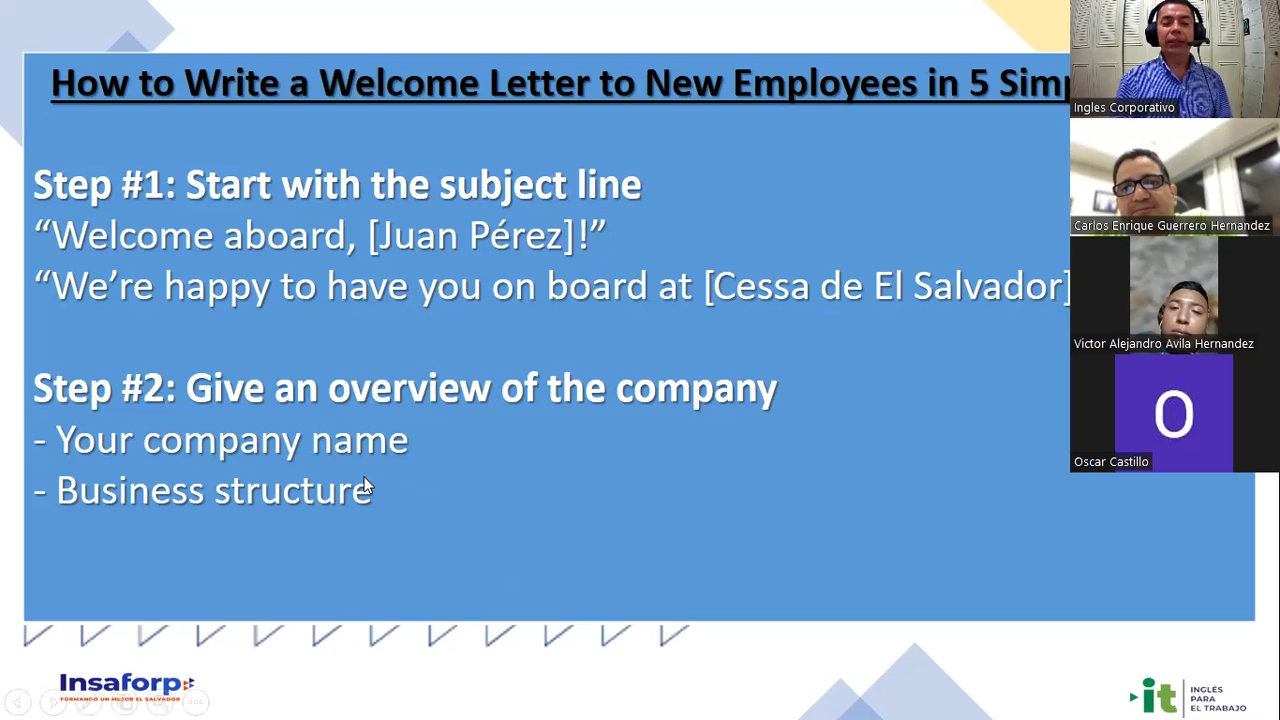 How to Write a Welcome Letter to New Employees in 5 Simp
Step #1: Start with the subject line
“Welcome aboard, [Juan Pérez]!”
“We’re happy to have you on board at [Cessa de El Salvador]
Step #2: Give an overview of the company
- Your company name
- Business structure
Ingles Corporativo
Carlos Enrique Guerrero Hernandez
Victor Alejandro Avila Hernandez
O
Oscar Castillo
Insaforp
FORMANDO UN MEJOR EL SALVADOR
it
INGLÉS
PARA
EL TRABAJO